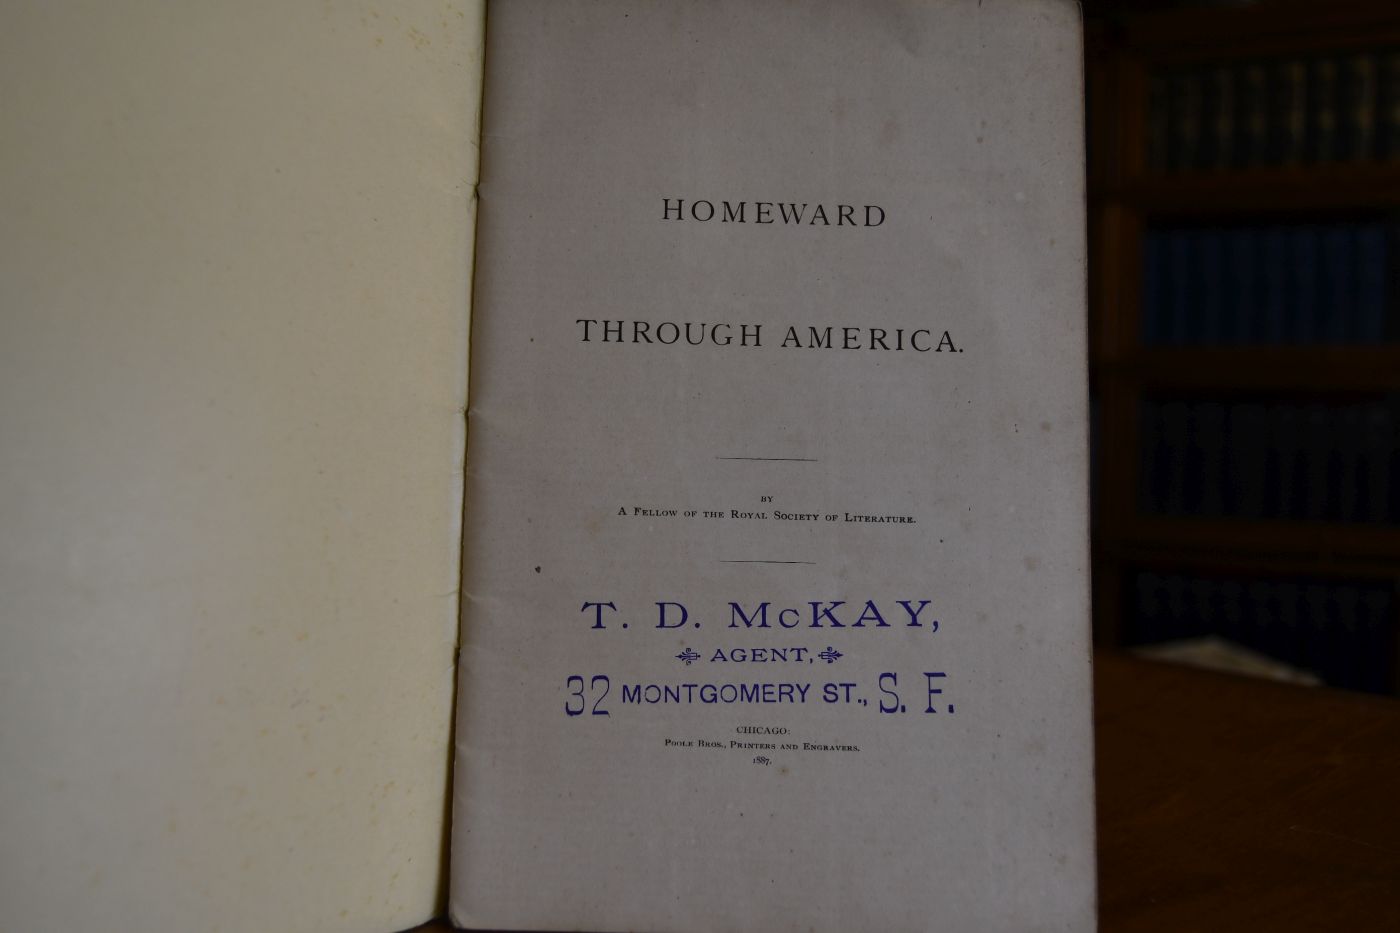 HOMEWARD
THROUGH AMERICA.
BY
A FELLOW OF THE ROYAL SOCIETY OF LITERATURE.
T. D. McKAY,
AGENT,
32 MONTGOMERY ST., S. F.
CHICAGO:
POOLE BROS., PRINTERS AND ENGRAVERS.
1887.